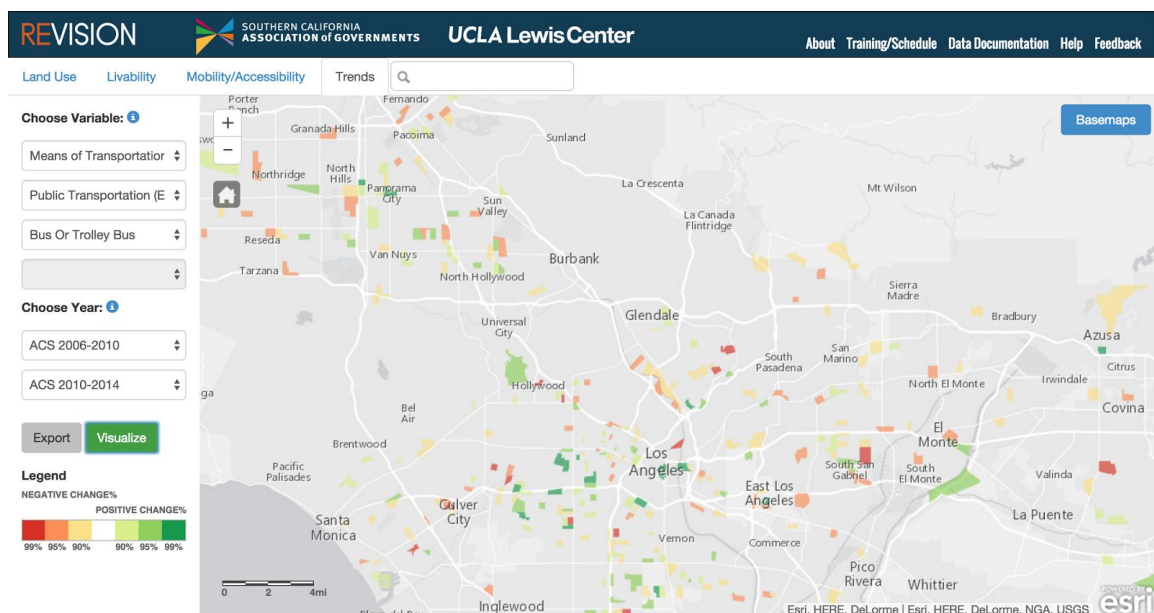 REVISION
SOUTHERN CALIFORNIA
ASSOCIATION of GOVERNMENTS
UCLA Lewis Center
About Training/Schedule Data Documentation Help Feedback
Land Use Livability Mobility/Accessibility Trends
Choose Variable:
Means of Transportatior
Public Transportation (E
Bus Or Trolley Bus
Choose Year:
ACS 2006-2010
ACS 2010-2014
Export Visualize
Legend
NEGATIVE CHANGE%
POSITIVE CHANGE%
99% 95% 90% 90% 95% 99%
+
−
Basemaps
Porter
Ranch
Fernando
Granada Hills
Pacoima
Sunland
Northridge
North
Hills
Panorama
City
Sun
Valley
La Crescenta
Mt Wilson
La Canada
Flintridge
Reseda
Van Nuys
Burbank
Tarzana
North Hollywood
Sierra
Madre
Universal
City
Glendale
Bradbury
Azusa
South
Pasadena
San
Marino
Citrus
Hollywood
North El Monte
Irwindale
ga
Bel
Air
Covina
El
Monte
Brentwood
Los
Angeles
Pacific
Palisades
South San
Gabriel
South
El Monte
Valinda
East Los
Angeles
Culver
City
La Puente
Santa
Monica
Vernon
Commerce
Pico
Rivera
Whittier
0 2 4mi
Inglewood
Esri, HERE, DeLorme | Esri, HERE, DeLorme, NGA, USGS
POWERED BY
esri